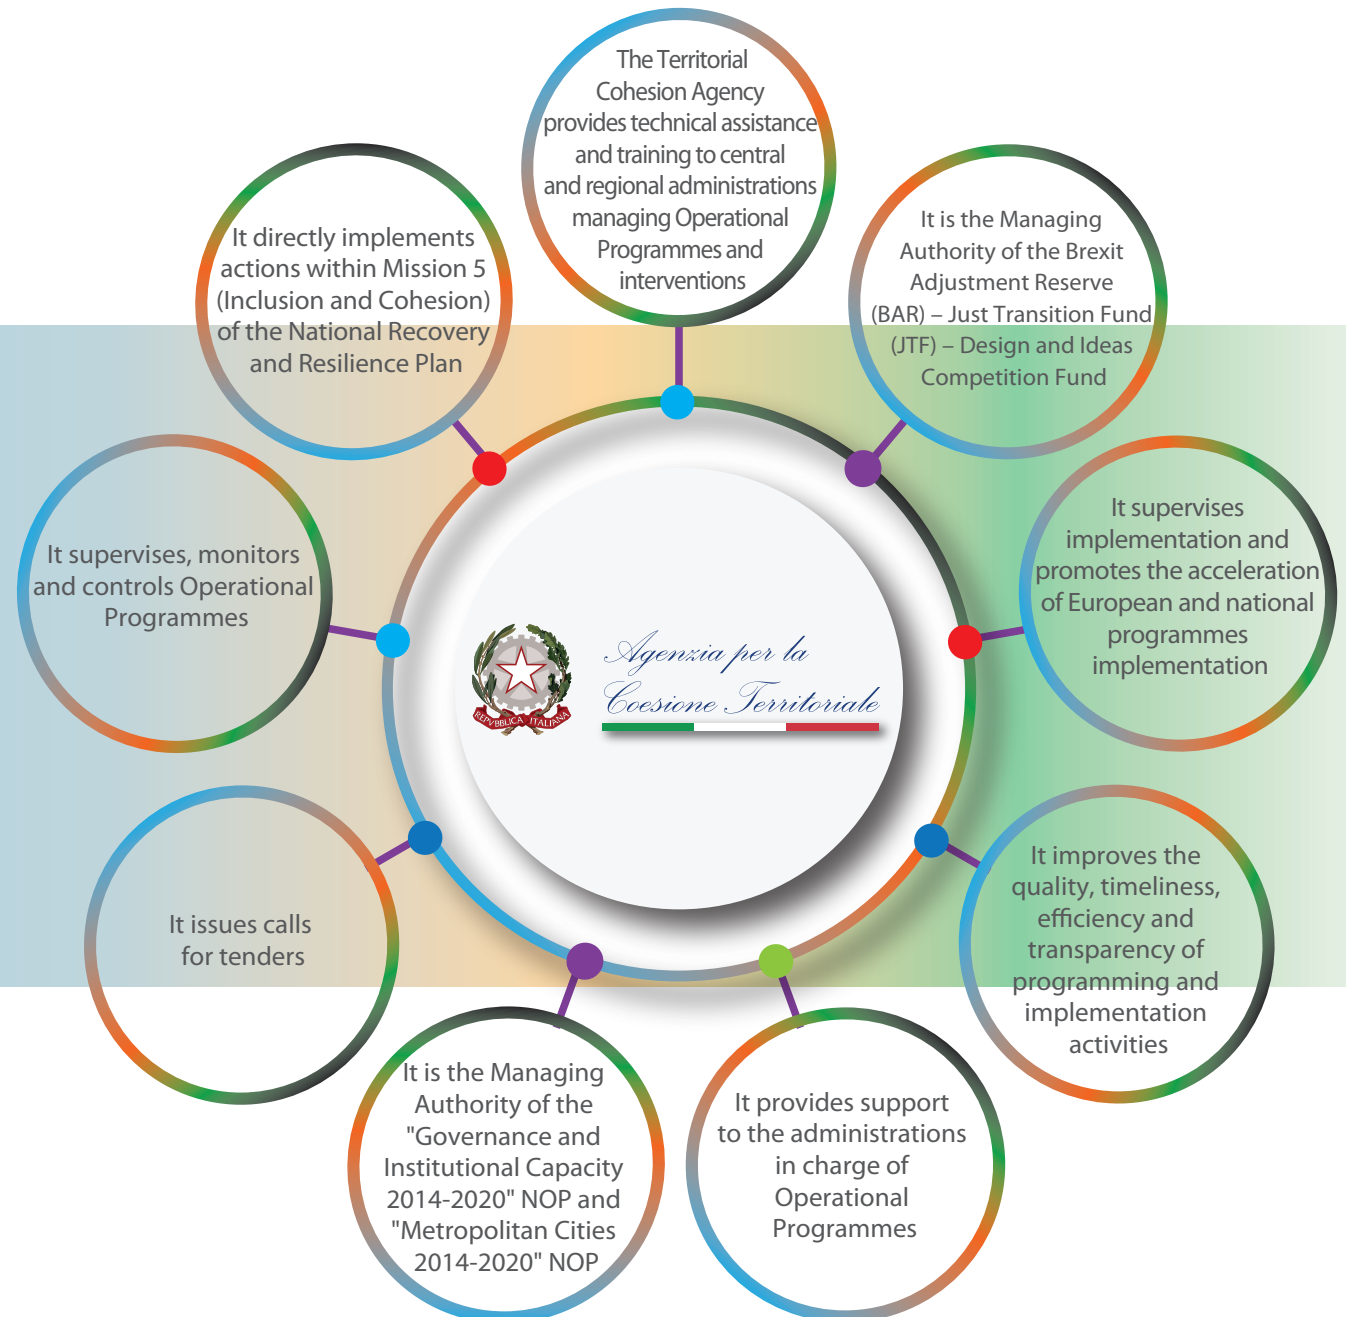 The Territorial
Cohesion Agency
provides technical assistance
and training to central
and regional administrations
managing Operational
Programmes and
interventions
It is the Managing
Authority of the Brexit
Adjustment Reserve
(BAR) – Just Transition Fund
(JTF) – Design and Ideas
Competition Fund
It supervises
implementation and
promotes the acceleration
of European and national
programmes
implementation
It improves the
quality, timeliness,
efficiency and
transparency of
programming and
implementation
activities
It provides support
to the administrations
in charge of
Operational
Programmes
It is the Managing
Authority of the
"Governance and
Institutional Capacity
2014-2020" NOP and
"Metropolitan Cities
2014-2020" NOP
It issues calls
for tenders
It supervises, monitors
and controls Operational
Programmes
It directly implements
actions within Mission 5
(Inclusion and Cohesion)
of the National Recovery
and Resilience Plan
Agenzia per la
Coesione Territoriale
REPVBBLICA ITALIANA